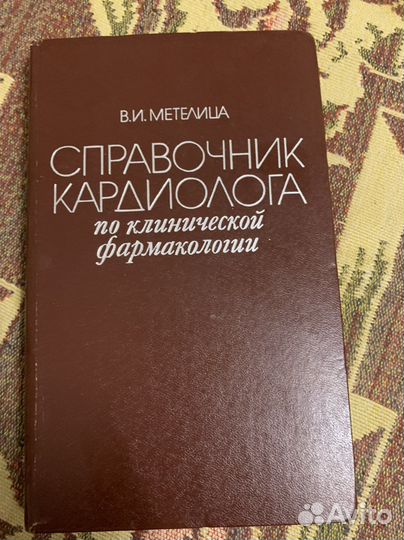 В.И. МЕТЕЛИЦА
СПРАВОЧНИК
КАРДИОЛОГА
по клинической
фармакологии
Avito